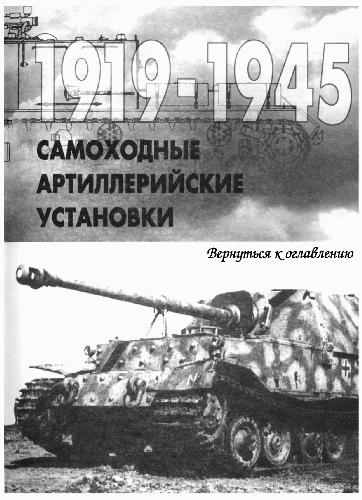 1919-1945
САМОХОДНЫЕ
АРТИЛЛЕРИЙСКИЕ
УСТАНОВКИ
Вернуться к оглавлению